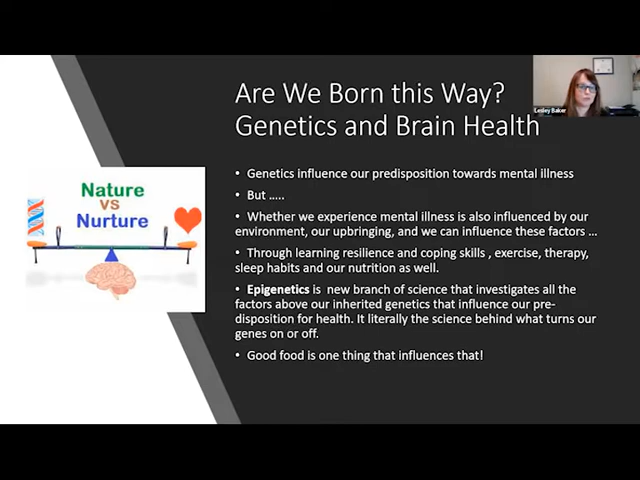 Are We Born this Way?
Genetics and Brain Health
Lesley Baker
• Genetics influence our predisposition towards mental illness
• But .....
• Whether we experience mental illness is also influenced by our
environment, our upbringing, and we can influence these factors ...
• Through learning resilience and coping skills , exercise, therapy,
sleep habits and our nutrition as well.
• Epigenetics is new branch of science that investigates all the
factors above our inherited genetics that influence our pre-
disposition for health. It literally the science behind what turns our
genes on or off.
• Good food is one thing that influences that!
Nature
VS
Nurture